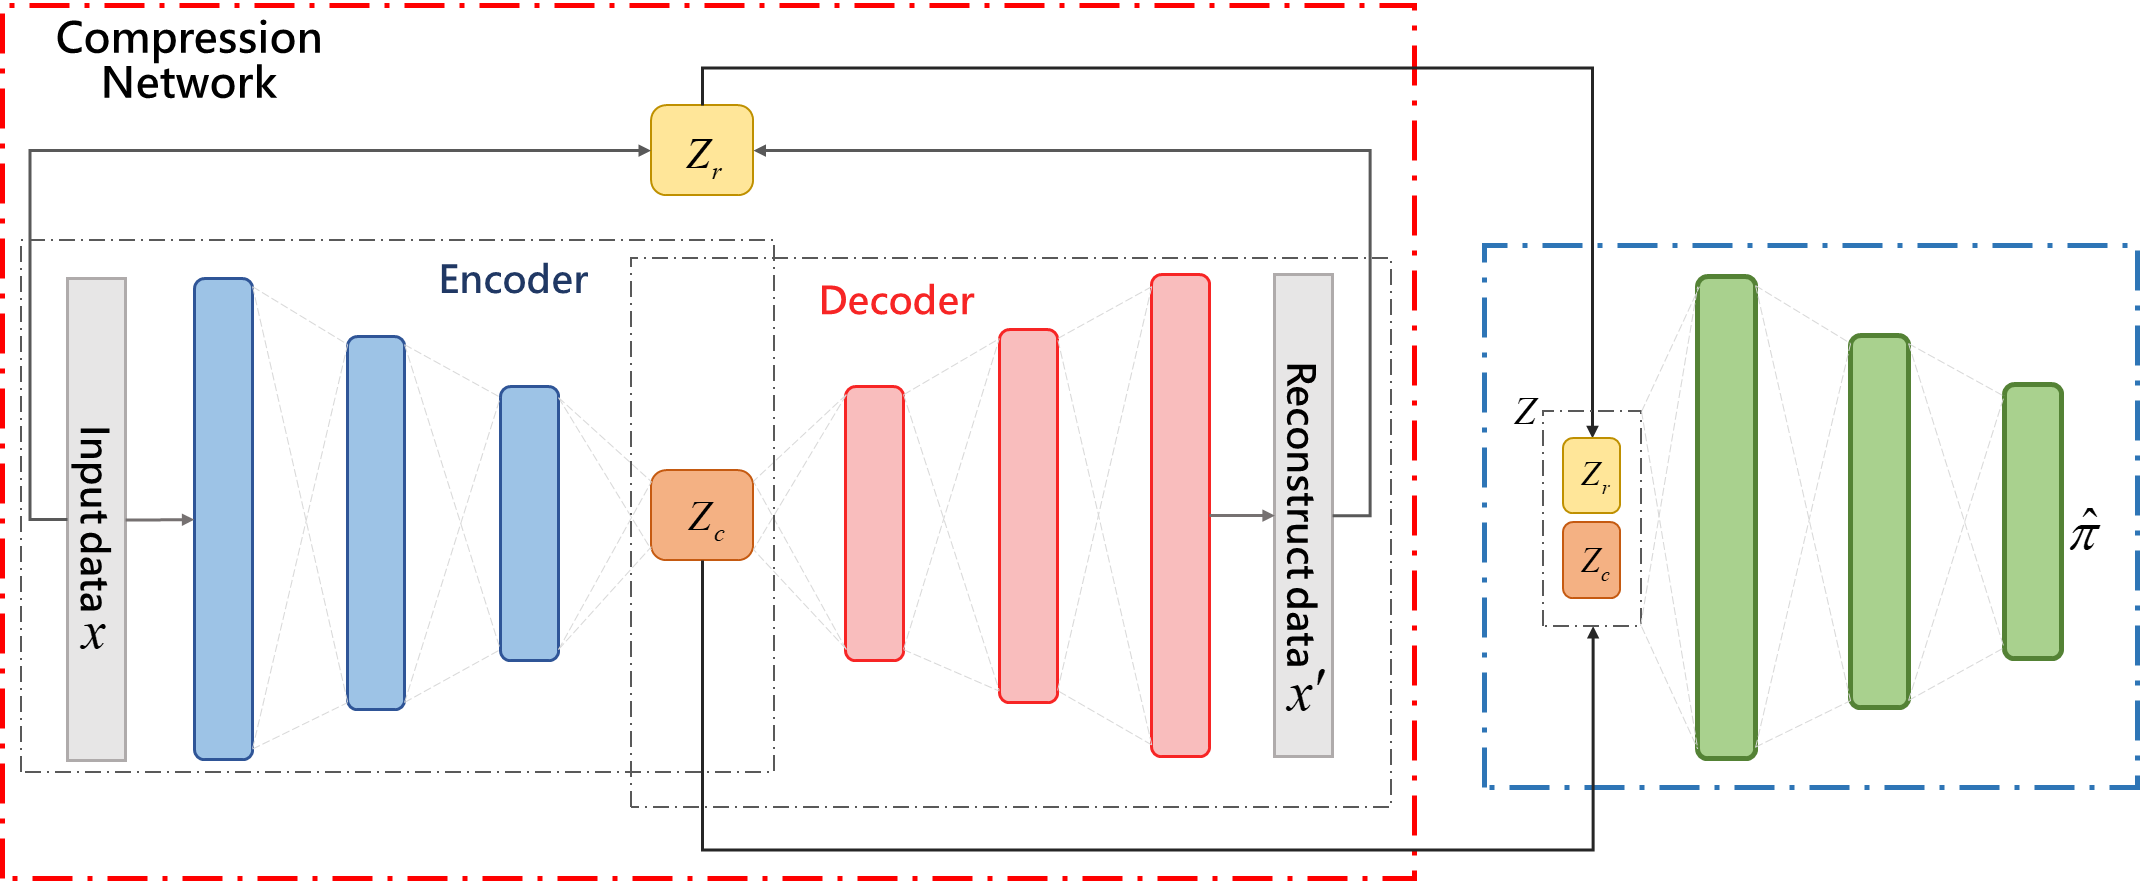 Compression
Network
Z_r
Encoder
Decoder
Input data x
Z_c
Reconstruct data x′
Z
Z_r
Z_c
π̂